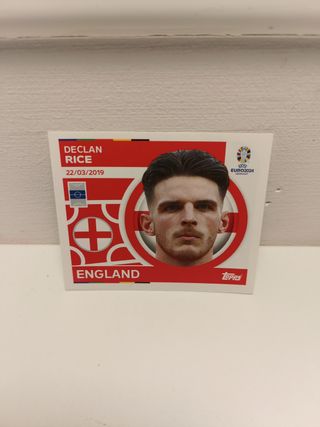 DECLAN
RICE
22/03/2019
UEFA
EURO2024
GERMANY
ENGLAND
Topps